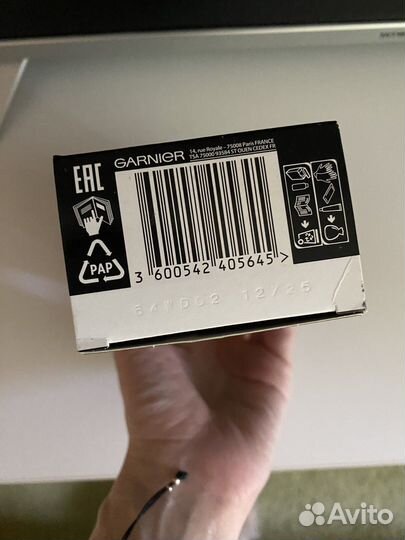 EAC
GARNIER
14, rue Royale - 75008 Paris FRANCE
TSA 75000 93584 ST OUEN CEDEX FR
PAP
3 600542 405645 >
64WD02 12/25
Avito